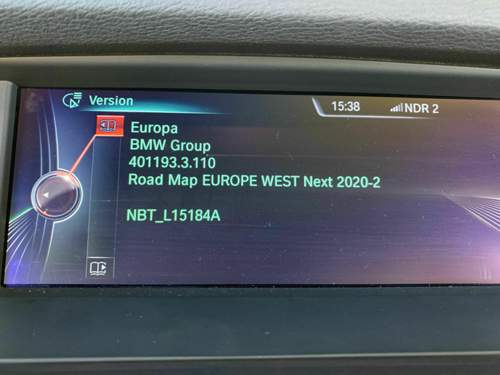 Version
15:38
NDR 2
Europa
BMW Group
401193.3.110
Road Map EUROPE WEST Next 2020-2
NBT_L15184A